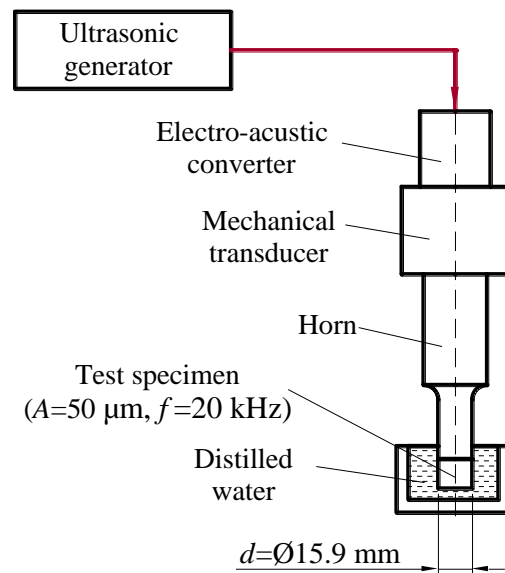 Ultrasonic
generator
Electro-acustic
converter
Mechanical
transducer
Horn
Test specimen
(A=50 μm, f=20 kHz)
Distilled
water
d=Ø15.9 mm